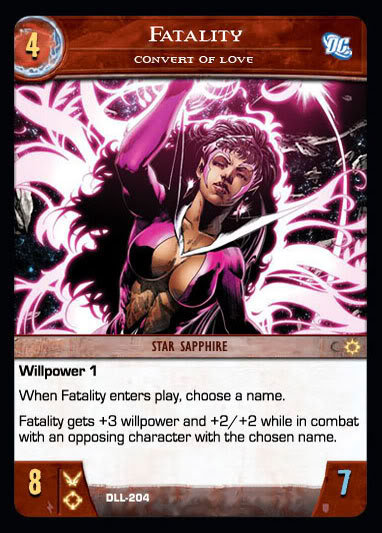 4
FATALITY
DC
CONVERT OF LOVE
STAR SAPPHIRE
C
Willpower 1
When Fatality enters play, choose a name.
Fatality gets +3 willpower and +2/+2 while in combat
with an opposing character with the chosen name.
8
DLL-204
7